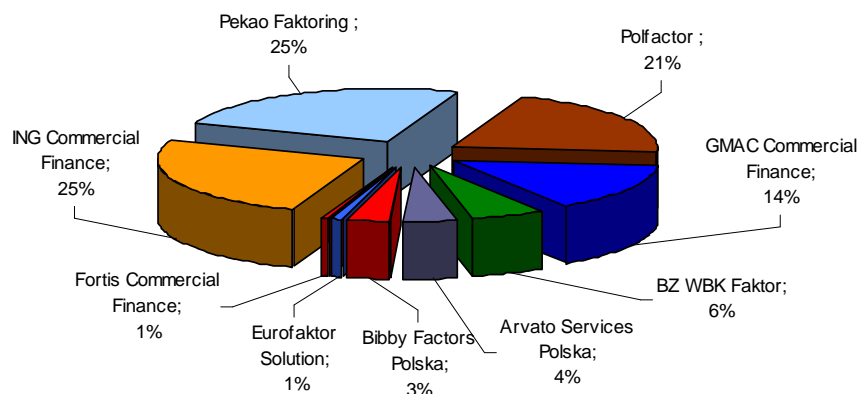 Pekao Faktoring ;
25%
Polfactor ;
21%
GMAC Commercial
Finance;
14%
BZ WBK Faktor;
6%
Arvato Services
Polska;
4%
Bibby Factors
Polska;
3%
Eurofaktor
Solution;
1%
Fortis Commercial
Finance;
1%
ING Commercial
Finance;
25%